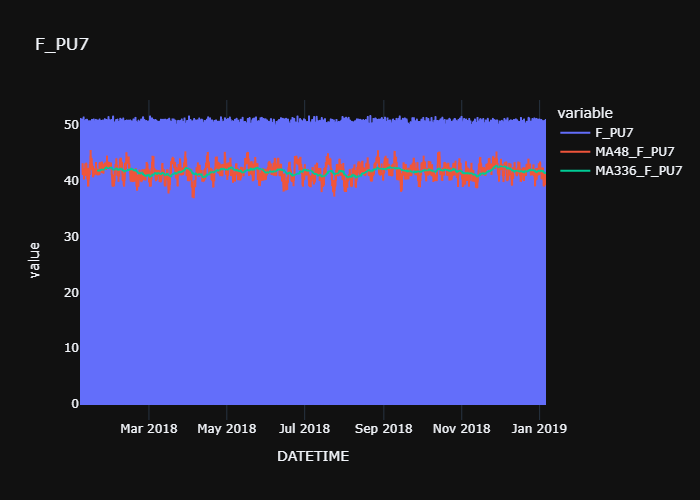 F_PU7
variable
F_PU7
MA48_F_PU7
MA336_F_PU7
value
50
40
30
20
10
0
Mar 2018
May 2018
Jul 2018
Sep 2018
Nov 2018
Jan 2019
DATETIME